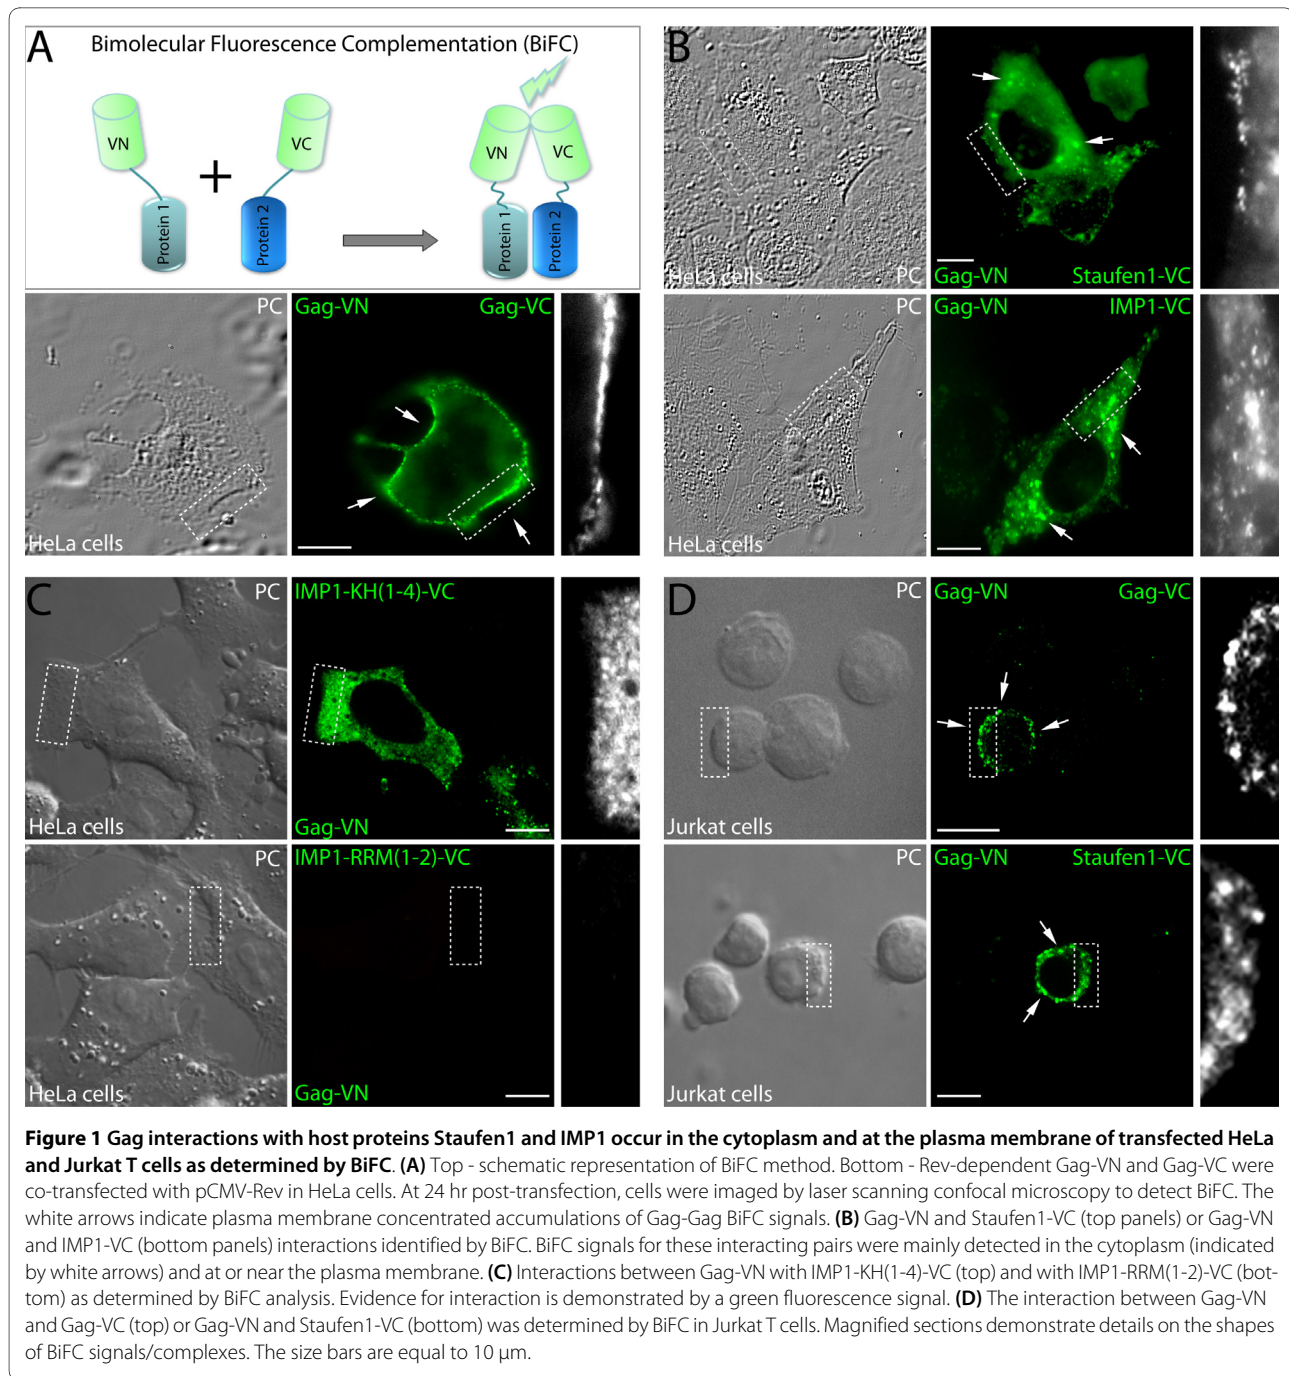 A
Bimolecular Fluorescence Complementation (BiFC)
VN
VC
+
Protein 1
Protein 2
VN
VC
Protein 1
Protein 2
PC
HeLa cells
Gag-VN
Gag-VC
B
HeLa cells
PC
Gag-VN
Staufen1-VC
PC
HeLa cells
Gag-VN
IMP1-VC
C
PC
HeLa cells
IMP1-KH(1-4)-VC
Gag-VN
PC
HeLa cells
IMP1-RRM(1-2)-VC
Gag-VN
D
PC
Jurkat cells
Gag-VN
Gag-VC
PC
Jurkat cells
Gag-VN
Staufen1-VC
Figure 1 Gag interactions with host proteins Staufen1 and IMP1 occur in the cytoplasm and at the plasma membrane of transfected HeLa
and Jurkat T cells as determined by BiFC. (A) Top - schematic representation of BiFC method. Bottom - Rev-dependent Gag-VN and Gag-VC were
co-transfected with pCMV-Rev in HeLa cells. At 24 hr post-transfection, cells were imaged by laser scanning confocal microscopy to detect BiFC. The
white arrows indicate plasma membrane concentrated accumulations of Gag-Gag BiFC signals. (B) Gag-VN and Staufen1-VC (top panels) or Gag-VN
and IMP1-VC (bottom panels) interactions identified by BiFC. BiFC signals for these interacting pairs were mainly detected in the cytoplasm (indicated
by white arrows) and at or near the plasma membrane. (C) Interactions between Gag-VN with IMP1-KH(1-4)-VC (top) and with IMP1-RRM(1-2)-VC (bot-
tom) as determined by BiFC analysis. Evidence for interaction is demonstrated by a green fluorescence signal. (D) The interaction between Gag-VN
and Gag-VC (top) or Gag-VN and Staufen1-VC (bottom) was determined by BiFC in Jurkat T cells. Magnified sections demonstrate details on the shapes
of BiFC signals/complexes. The size bars are equal to 10 μm.